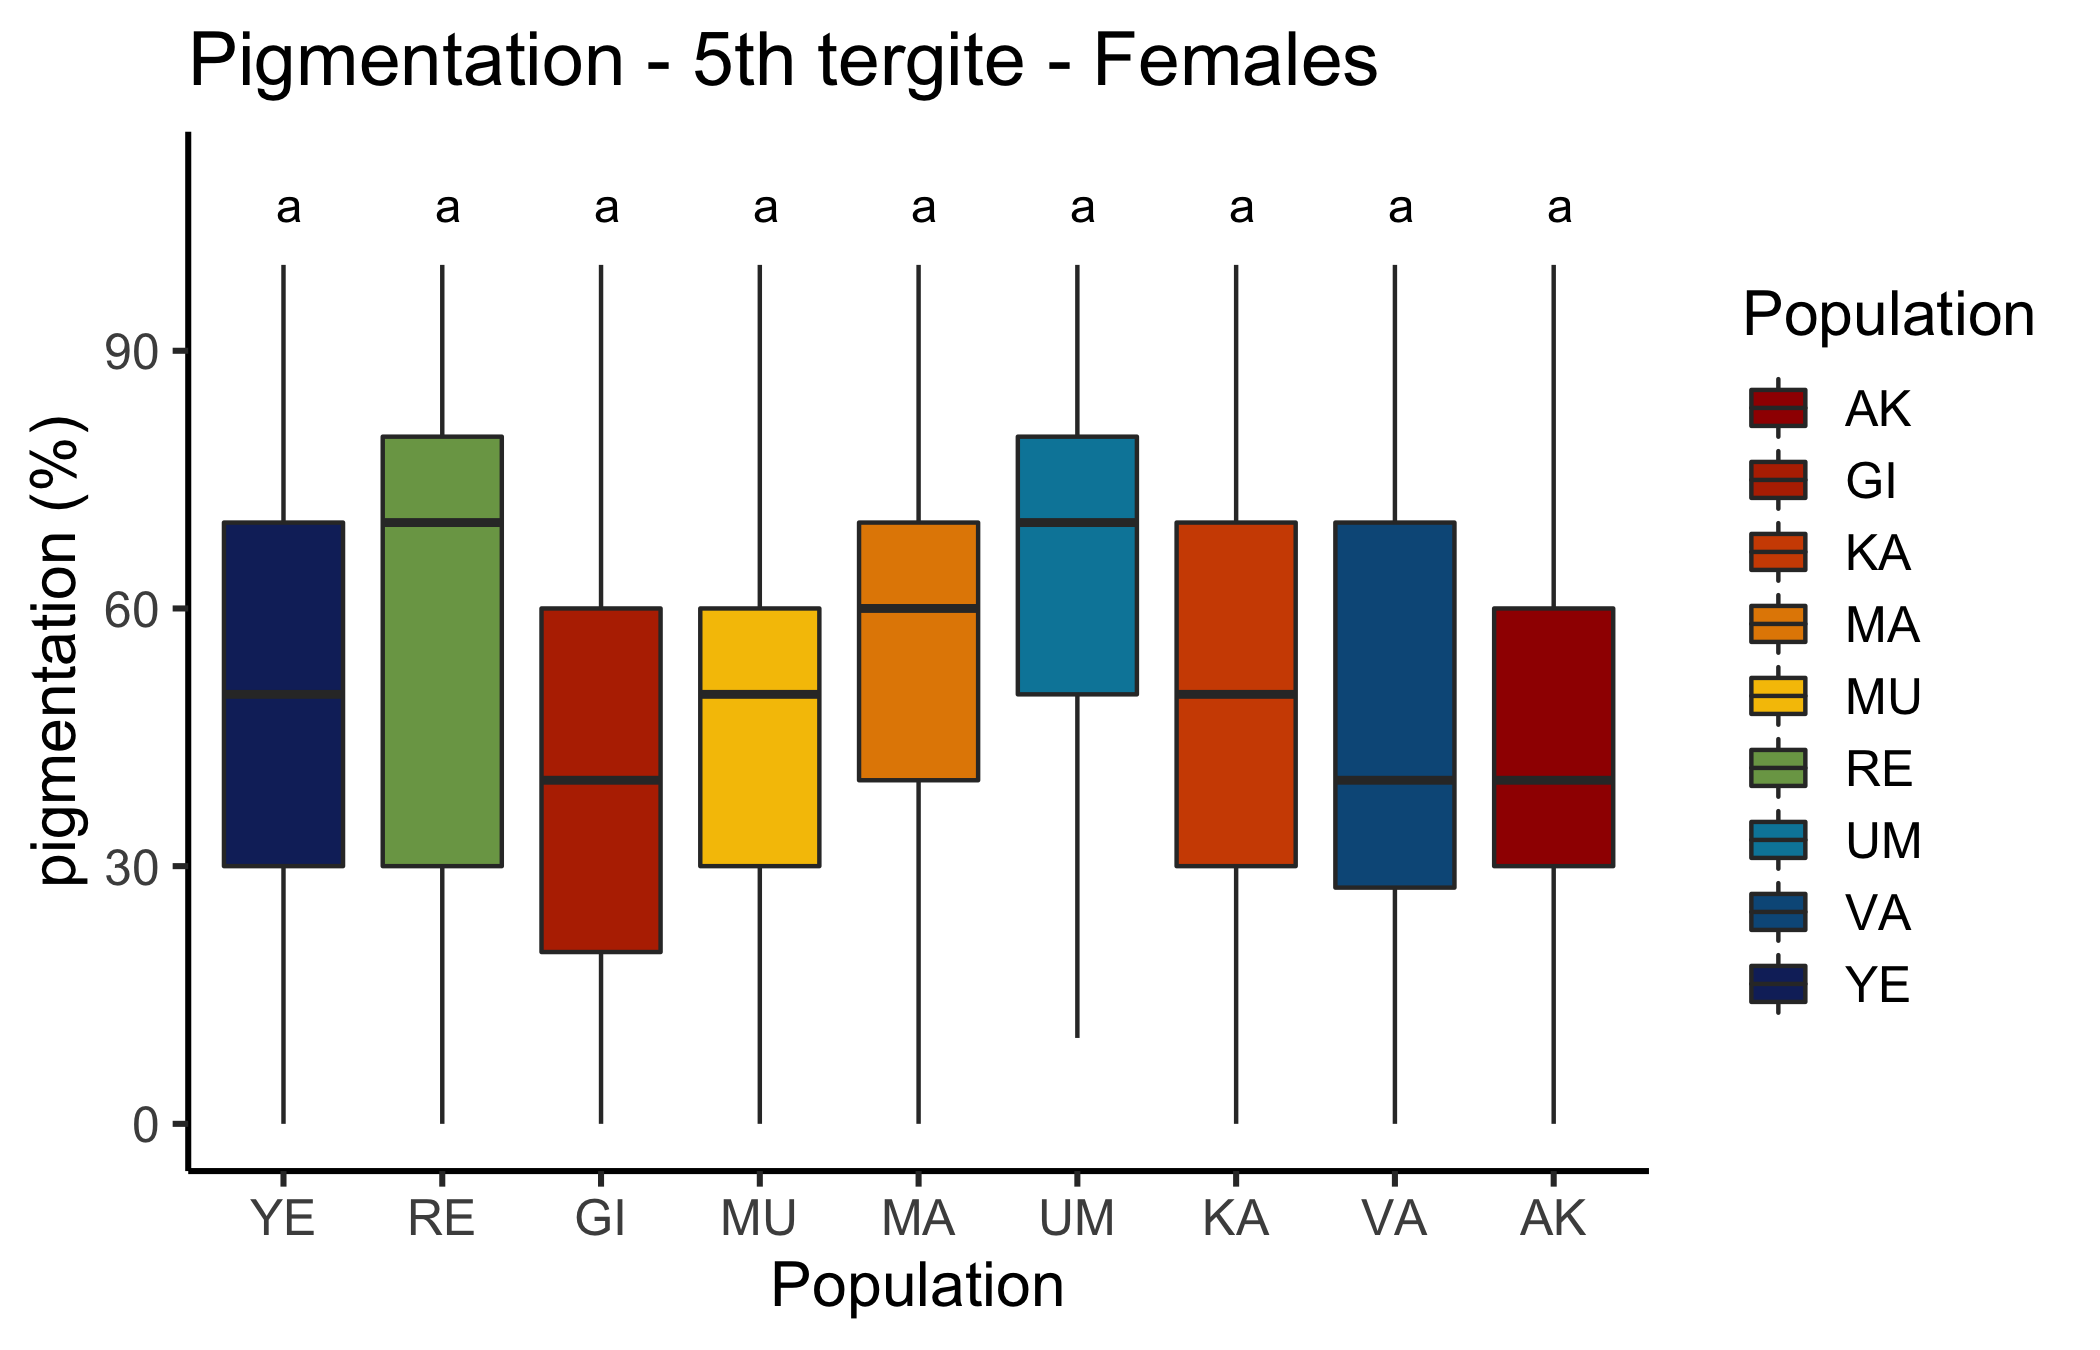 Pigmentation - 5th tergite - Females
a a a a a a a a a
pigmentation (%)
90
60
30
0
YE RE GI MU MA UM KA VA AK
Population
Population
AK
GI
KA
MA
MU
RE
UM
VA
YE